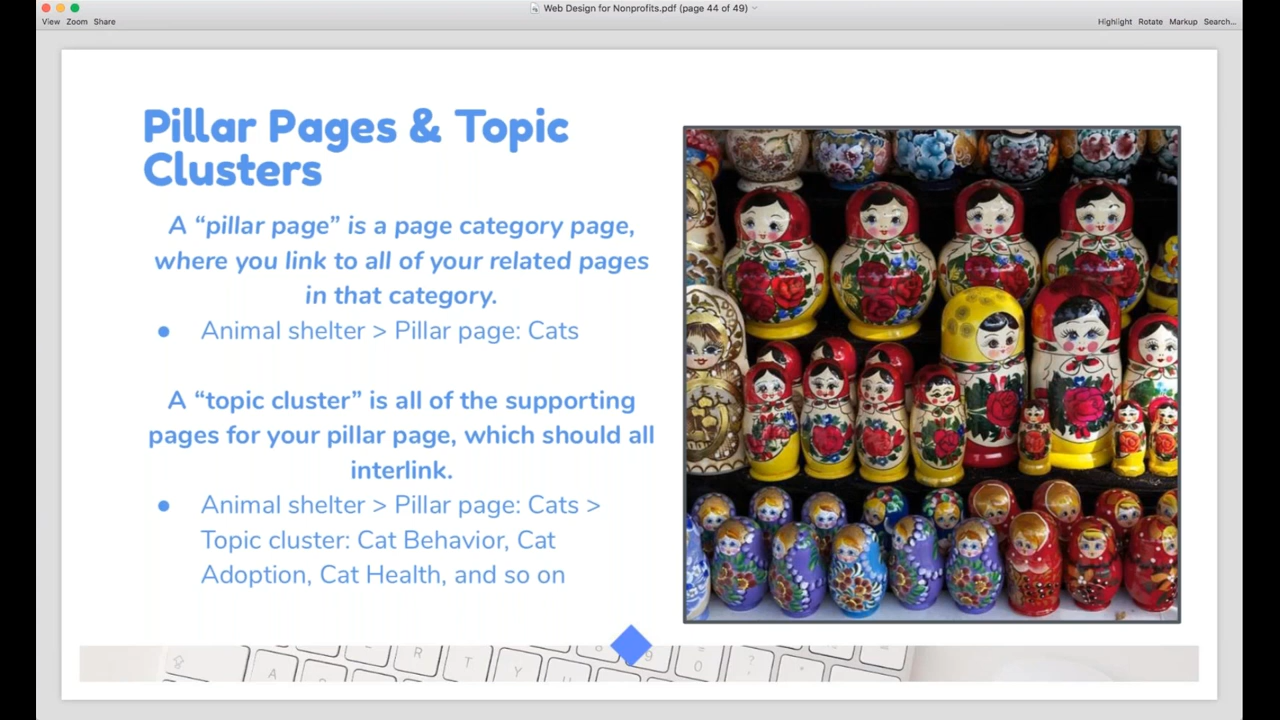 Web Design for Nonprofits.pdf (page 44 of 49)
View Zoom Share
Highlight Rotate Markup Search...
Pillar Pages & Topic
Clusters
A “pillar page” is a page category page,
where you link to all of your related pages
in that category.
● Animal shelter > Pillar page: Cats
A “topic cluster” is all of the supporting
pages for your pillar page, which should all
interlink.
● Animal shelter > Pillar page: Cats >
Topic cluster: Cat Behavior, Cat
Adoption, Cat Health, and so on
R T 9 0
A Y U